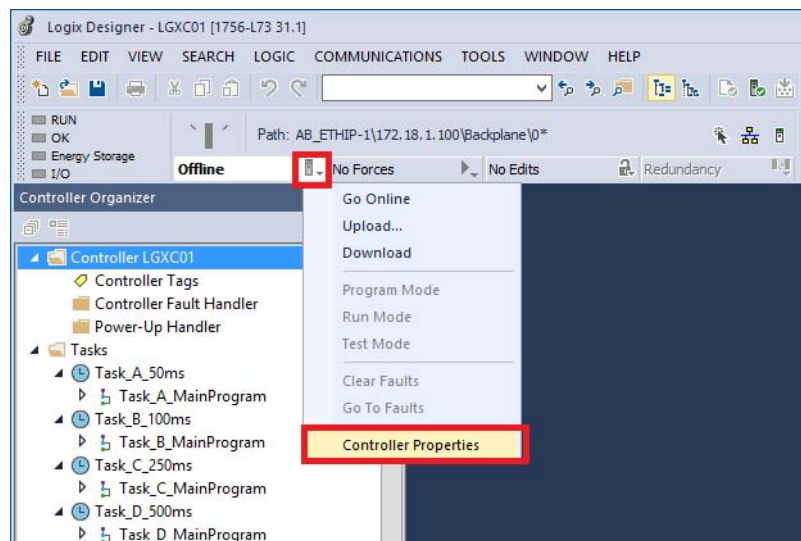 Logix Designer - LGXC01 [1756-L73 31.1]
FILE EDIT VIEW SEARCH LOGIC COMMUNICATIONS TOOLS WINDOW HELP
RUN
OK
Energy Storage
I/O
Path: AB_ETHIP-1\172.18.1.100\Backplane\0*
Offline No Forces No Edits Redundancy
Controller Organizer
Go Online
Upload...
Download
Program Mode
Run Mode
Test Mode
Clear Faults
Go To Faults
Controller Properties
Controller LGXC01
Controller Tags
Controller Fault Handler
Power-Up Handler
Tasks
Task_A_50ms
Task_A_MainProgram
Task_B_100ms
Task_B_MainProgram
Task_C_250ms
Task_C_MainProgram
Task_D_500ms
Task_D_MainProgram